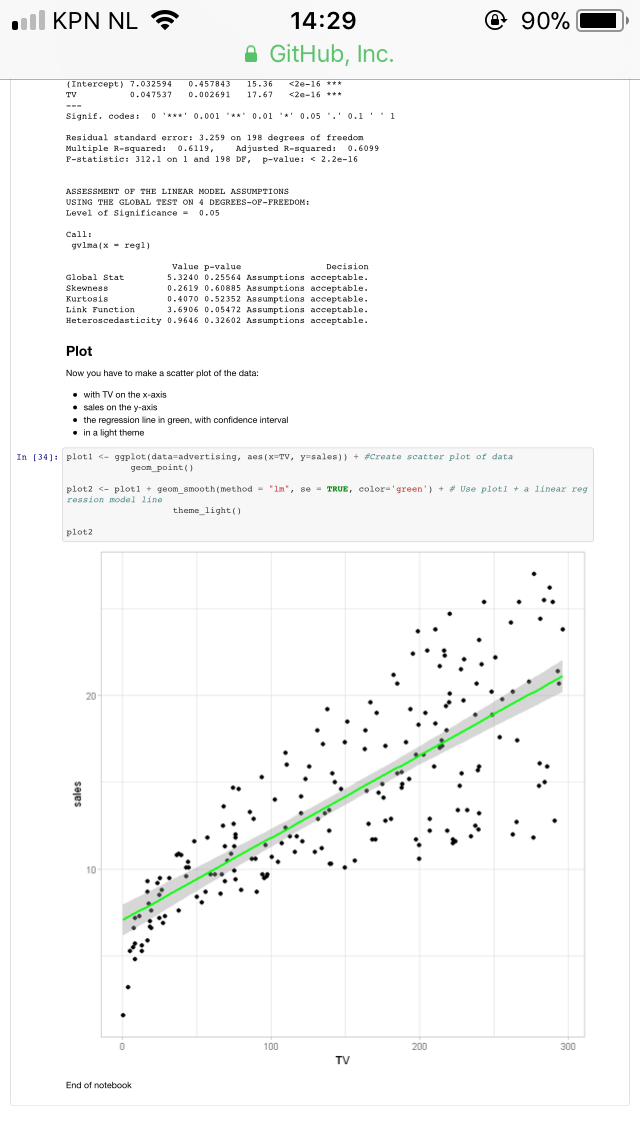 KPN NL 14:29 90%
GitHub, Inc.
(Intercept) 7.032594 0.457843 15.36 <2e-16 ***
TV 0.047537 0.002691 17.67 <2e-16 ***
---
Signif. codes: 0 '***' 0.001 '**' 0.01 '*' 0.05 '.' 0.1 ' ' 1
Residual standard error: 3.259 on 198 degrees of freedom
Multiple R-squared: 0.6119, Adjusted R-squared: 0.6099
F-statistic: 312.1 on 1 and 198 DF, p-value: < 2.2e-16
ASSESSMENT OF THE LINEAR MODEL ASSUMPTIONS
USING THE GLOBAL TEST ON 4 DEGREES-OF-FREEDOM:
Level of Significance = 0.05
Call:
gvlma(x = reg1)
Value p-value Decision
Global Stat 5.3240 0.25564 Assumptions acceptable.
Skewness 0.2619 0.60885 Assumptions acceptable.
Kurtosis 0.4070 0.52352 Assumptions acceptable.
Link Function 3.6906 0.05472 Assumptions acceptable.
Heteroscedasticity 0.9646 0.32602 Assumptions acceptable.
Plot
Now you have to make a scatter plot of the data:
• with TV on the x-axis
• sales on the y-axis
• the regression line in green, with confidence interval
• in a light theme
In [34]: plot1 <- ggplot(data=advertising, aes(x=TV, y=sales)) + #Create scatter plot of data
geom_point()
plot2 <- plot1 + geom_smooth(method = "lm", se = TRUE, color='green') + # Use plot1 + a linear reg
ression model line
theme_light()
plot2
20
sales
10
0 100 200 300
TV
End of notebook